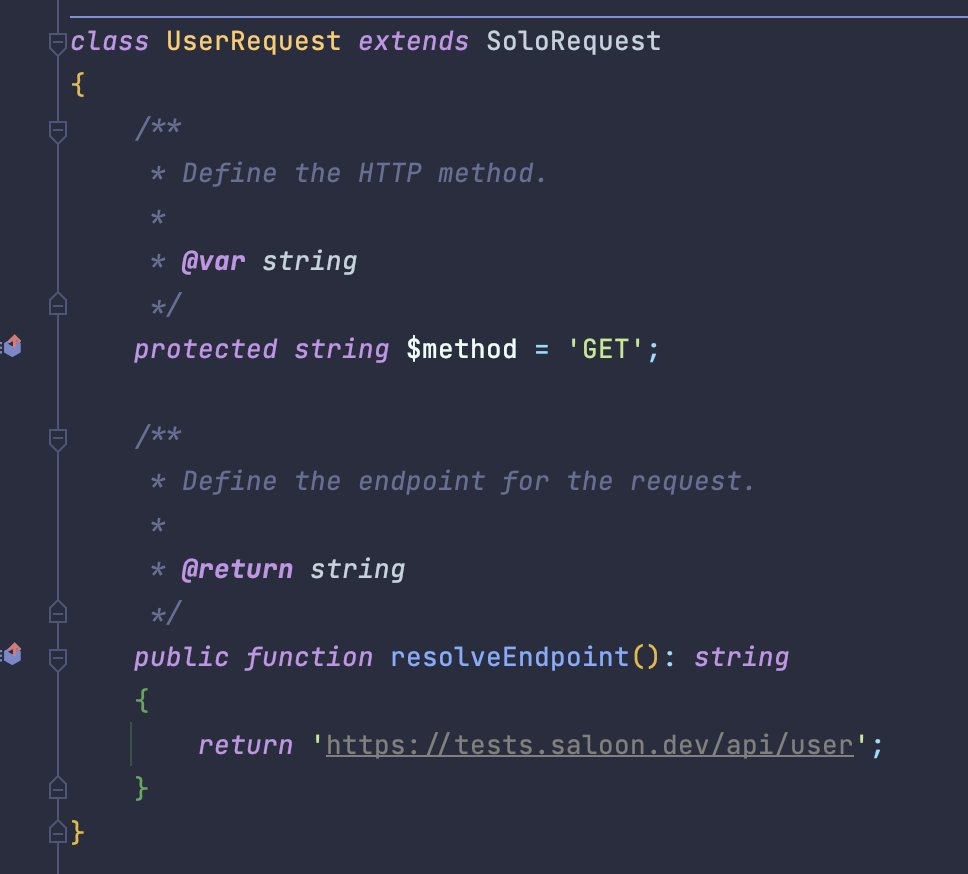 class UserRequest extends SoloRequest
{
    /**
     * Define the HTTP method.
     *
     * @var string
     */
    protected string $method = 'GET';

    /**
     * Define the endpoint for the request.
     *
     * @return string
     */
    public function resolveEndpoint(): string
    {
        return 'https://tests.saloon.dev/api/user';
    }
}